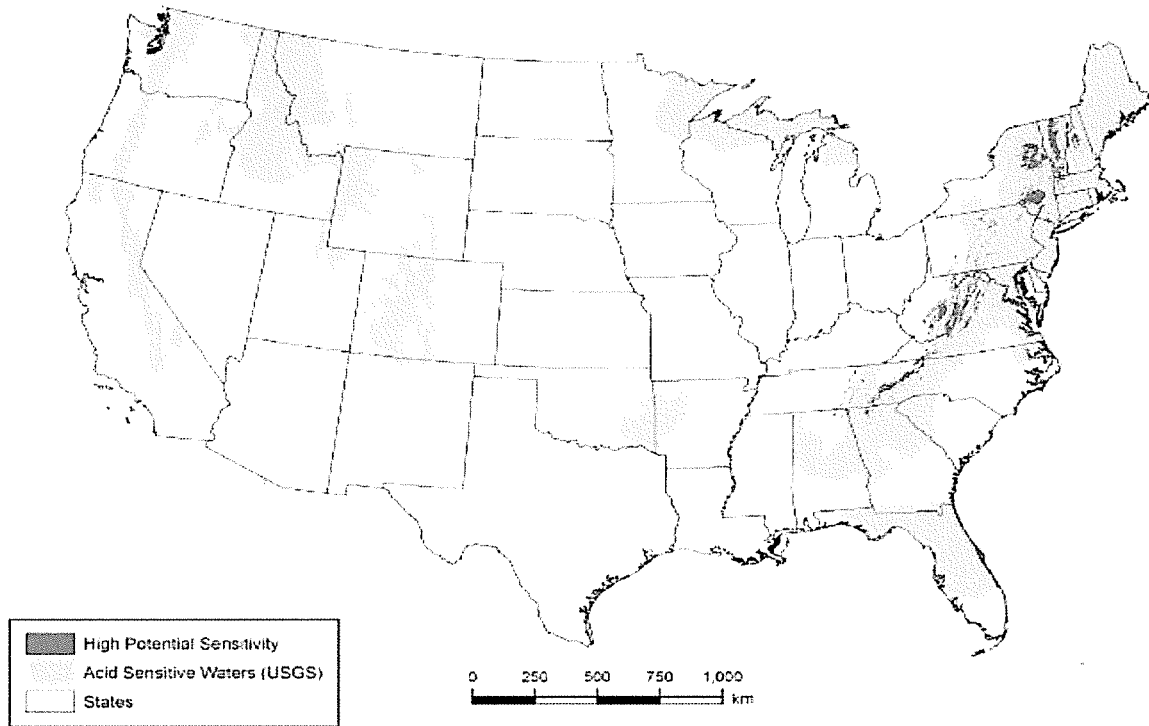 High Potential Sensitivity
Acid Sensitive Waters (USGS)
States
0 250 500 750 1,000
km